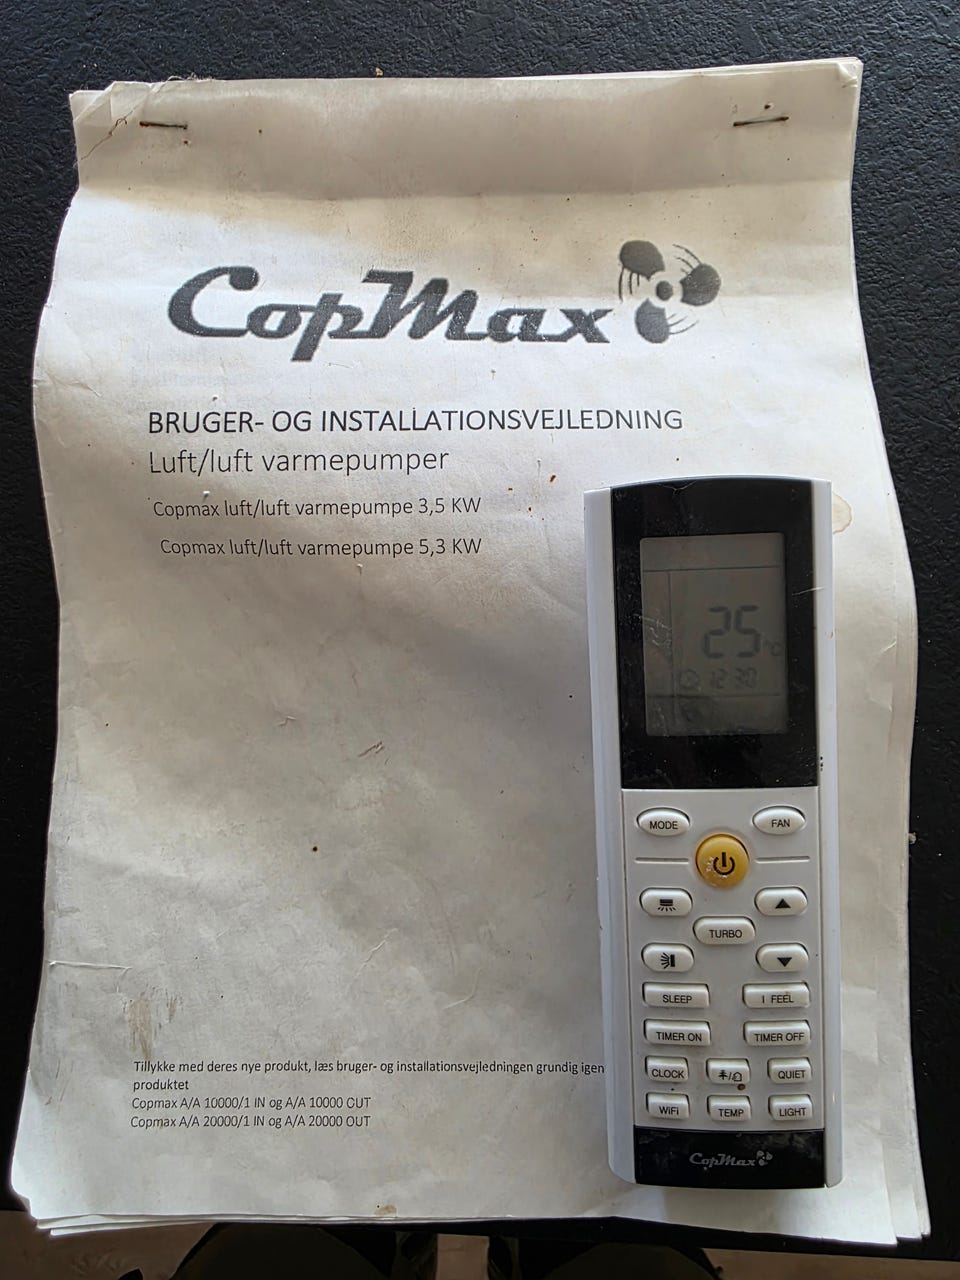 CopMax
BRUGER- OG INSTALLATIONSVEJLEDNING
Luft/luft varmepumper
Copmax luft/luft varmepumpe 3,5 KW
Copmax luft/luft varmepumpe 5,3 KW
25 °C
12:30
MODE FAN
TURBO
SLEEP I FEEL
TIMER ON TIMER OFF
CLOCK QUIET
WiFi TEMP LIGHT
CopMax
Tillykke med deres nye produkt, læs bruger- og installationsvejledningen grundig igen
produktet
Copmax A/A 10000/1 IN og A/A 10000 OUT
Copmax A/A 20000/1 IN og A/A 20000 OUT